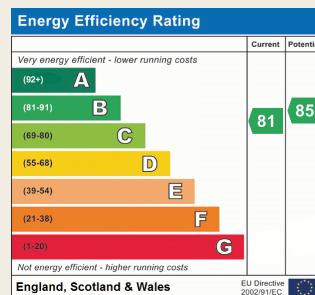 Energy Efficiency Rating
Current Potenti
Very energy efficient - lower running costs
(92+) A
(81-91) B
(69-80) C
(55-68) D
(39-54) E
(21-38) F
(1-20) G
81
85
Not energy efficient - higher running costs
England, Scotland & Wales
EU Directive
2002/91/EC